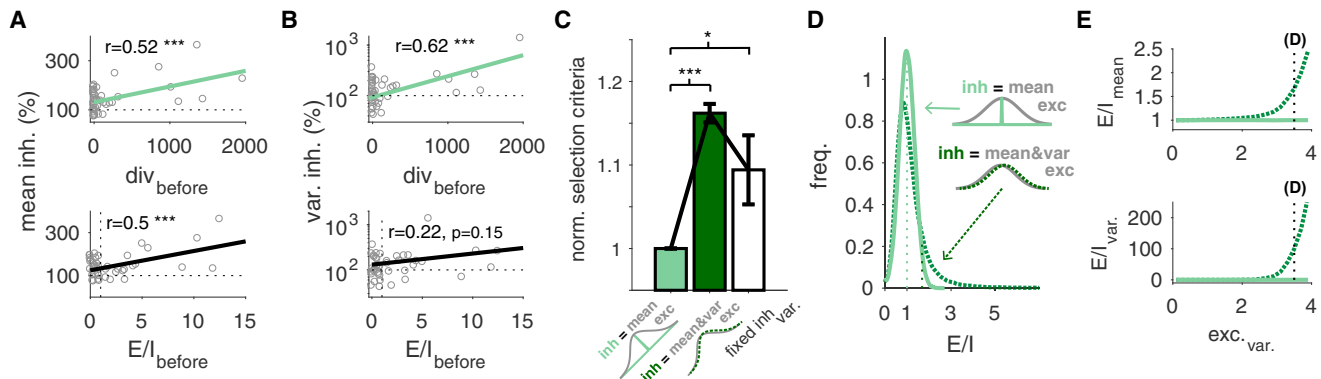 A
mean inh. (%)
300
100
r=0.52 ***
0 1000 2000
div before
300
100
r=0.5 ***
0 5 10 15
E/I before
B
var. inh. (%)
10^3
10^2
r=0.62 ***
0 1000 2000
div before
10^3
10^2
r=0.22, p=0.15
0 5 10 15
E/I before
C
norm. selection criteria
1.2
1.1
1
*
***
inh = mean
exc
inh = mean&var
exc
fixed inh var.
D
freq.
1
0.8
0.6
0.4
0.2
0
inh = mean
exc
inh = mean&var
exc
0 1 3 5
E/I
E
E/I mean
2.5
2
1.5
1
(D)
0 2 4
E/I var.
200
100
0
(D)
0 2 4
exc. var.